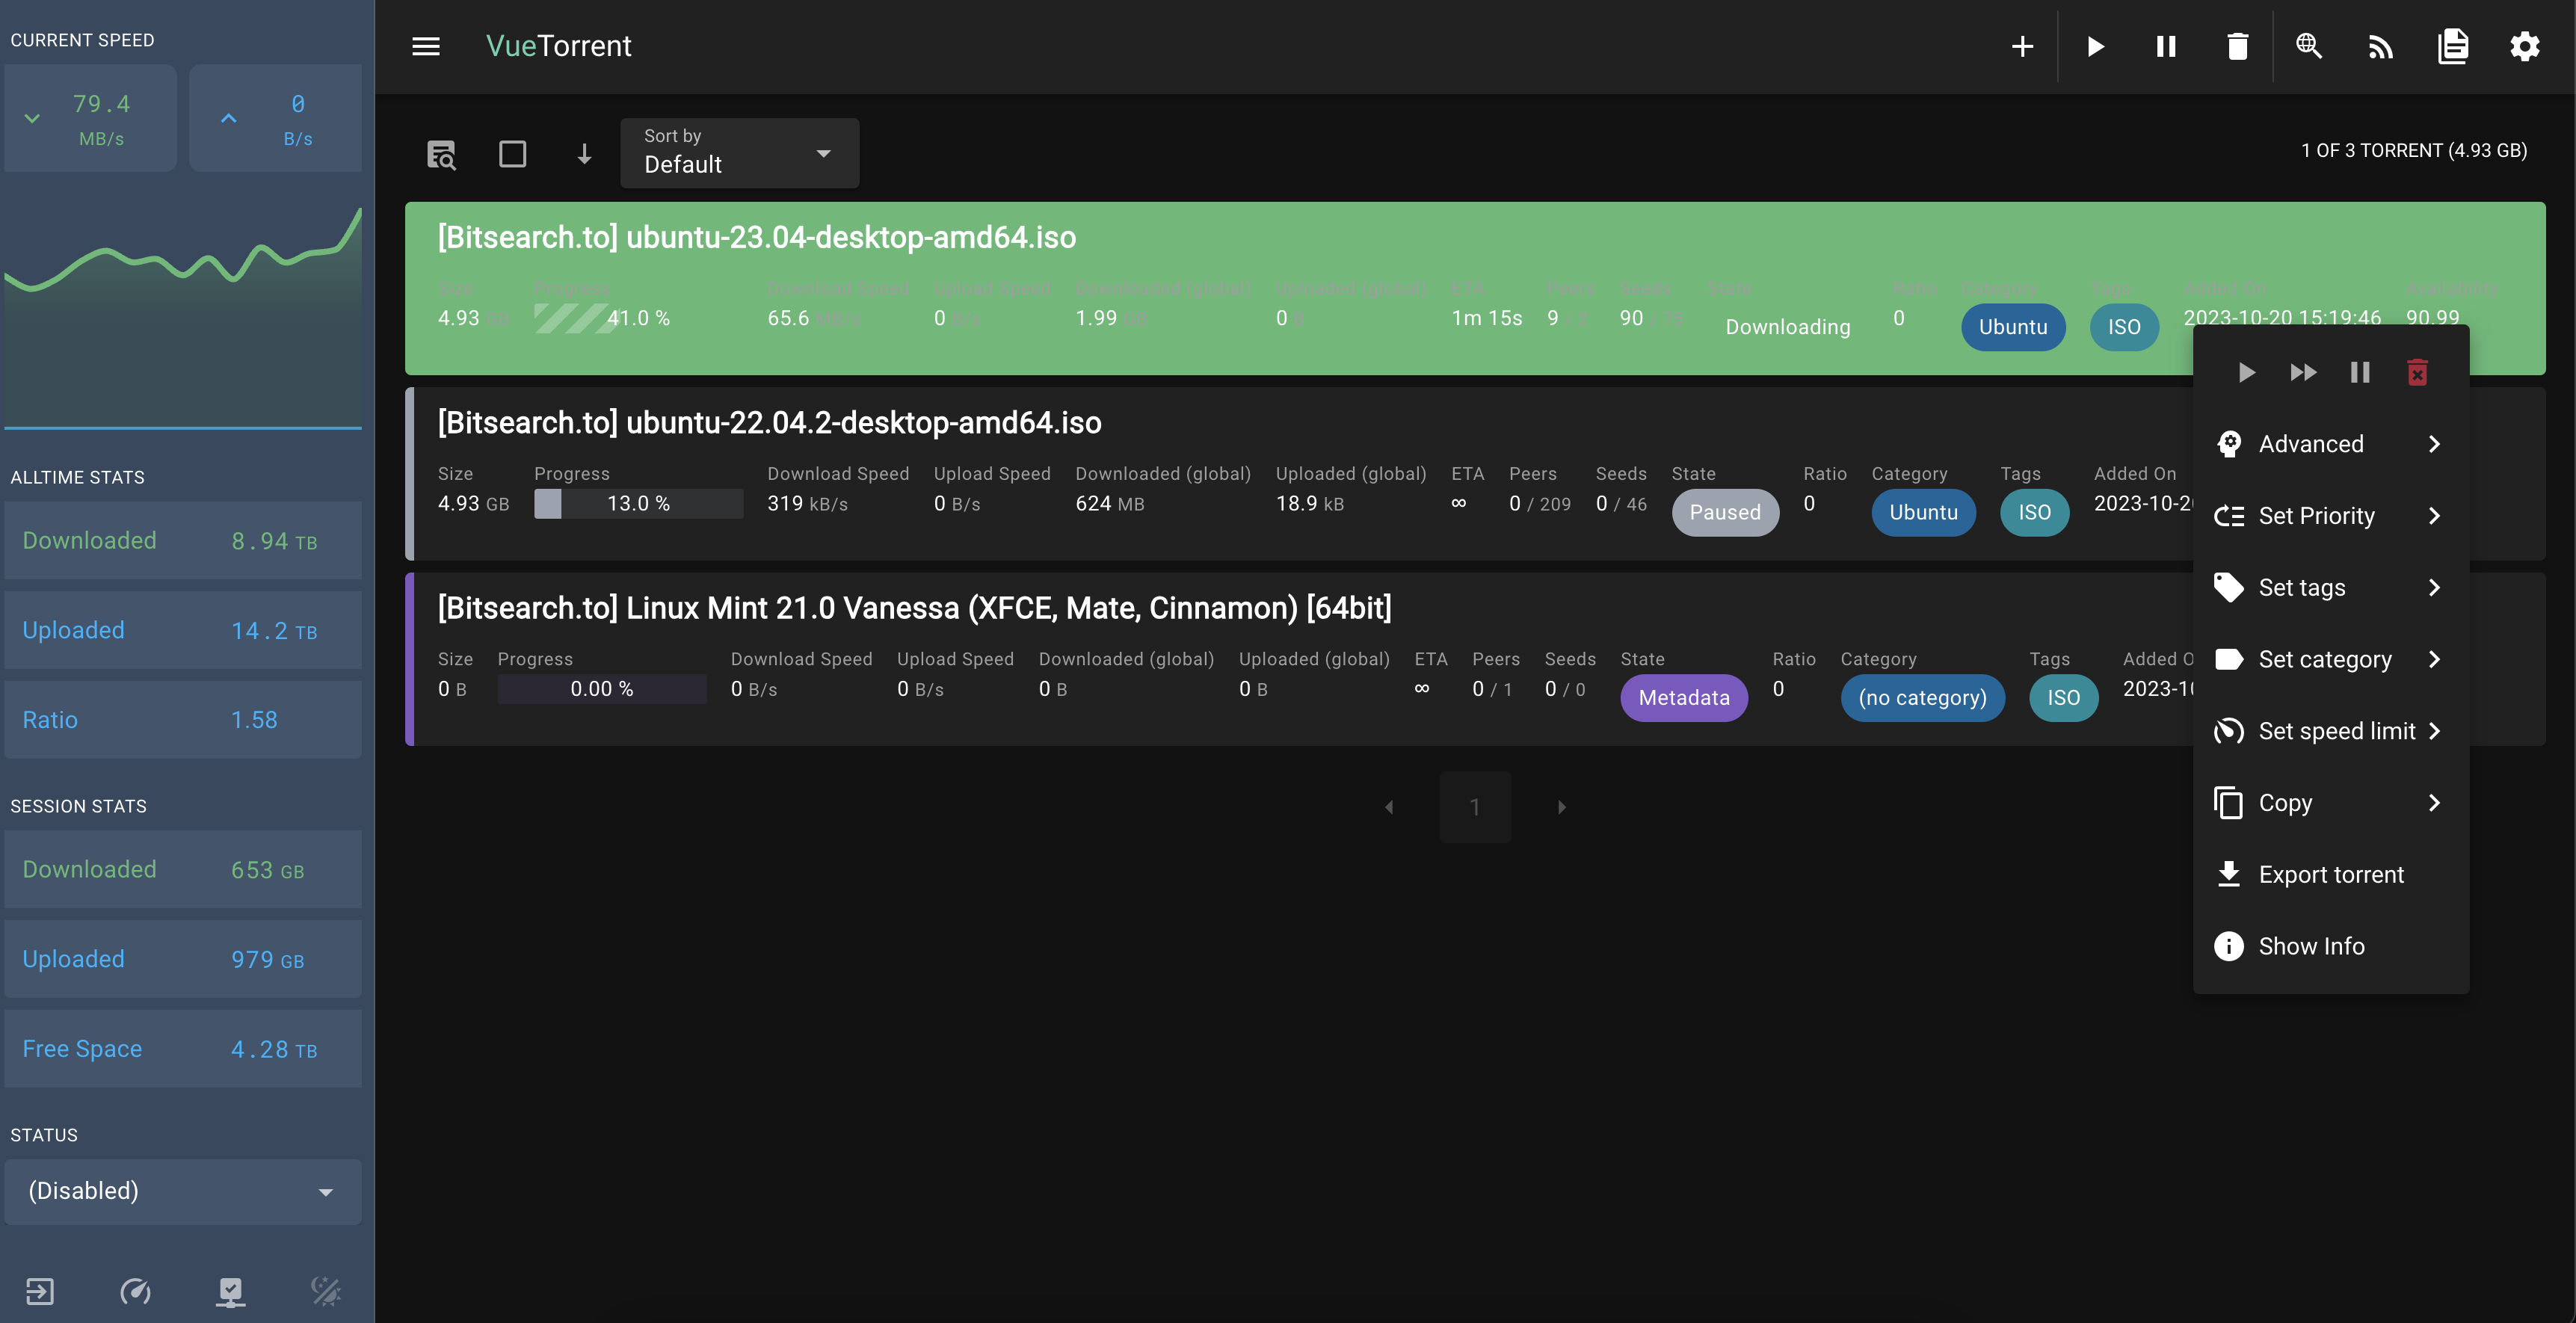 CURRENT SPEED
79.4
MB/s
0
B/s
ALLTIME STATS
Downloaded 8.94 TB
Uploaded 14.2 TB
Ratio 1.58
SESSION STATS
Downloaded 653 GB
Uploaded 979 GB
Free Space 4.28 TB
STATUS
(Disabled)
VueTorrent
Sort by
Default
1 OF 3 TORRENT (4.93 GB)
[Bitsearch.to] ubuntu-23.04-desktop-amd64.iso
Size Progress Download Speed Upload Speed Downloaded (global) Uploaded (global) ETA Peers Seeds State Ratio Category Tags Added On Availability
4.93 GB 41.0 % 65.6 MB/s 0 B/s 1.99 GB 0 B 1m 15s 9 90 Downloading 0 Ubuntu ISO 2023-10-20 15:19:46 90.99
[Bitsearch.to] ubuntu-22.04.2-desktop-amd64.iso
Size Progress Download Speed Upload Speed Downloaded (global) Uploaded (global) ETA Peers Seeds State Ratio Category Tags Added On
4.93 GB 13.0 % 319 kB/s 0 B/s 624 MB 18.9 kB ∞ 0 / 209 0 / 46 Paused 0 Ubuntu ISO 2023-10-2
[Bitsearch.to] Linux Mint 21.0 Vanessa (XFCE, Mate, Cinnamon) [64bit]
Size Progress Download Speed Upload Speed Downloaded (global) Uploaded (global) ETA Peers Seeds State Ratio Category Tags Added O
0 B 0.00 % 0 B/s 0 B/s 0 B 0 B ∞ 0 / 1 0 / 0 Metadata 0 (no category) ISO 2023-10
1
Advanced
Set Priority
Set tags
Set category
Set speed limit
Copy
Export torrent
Show Info